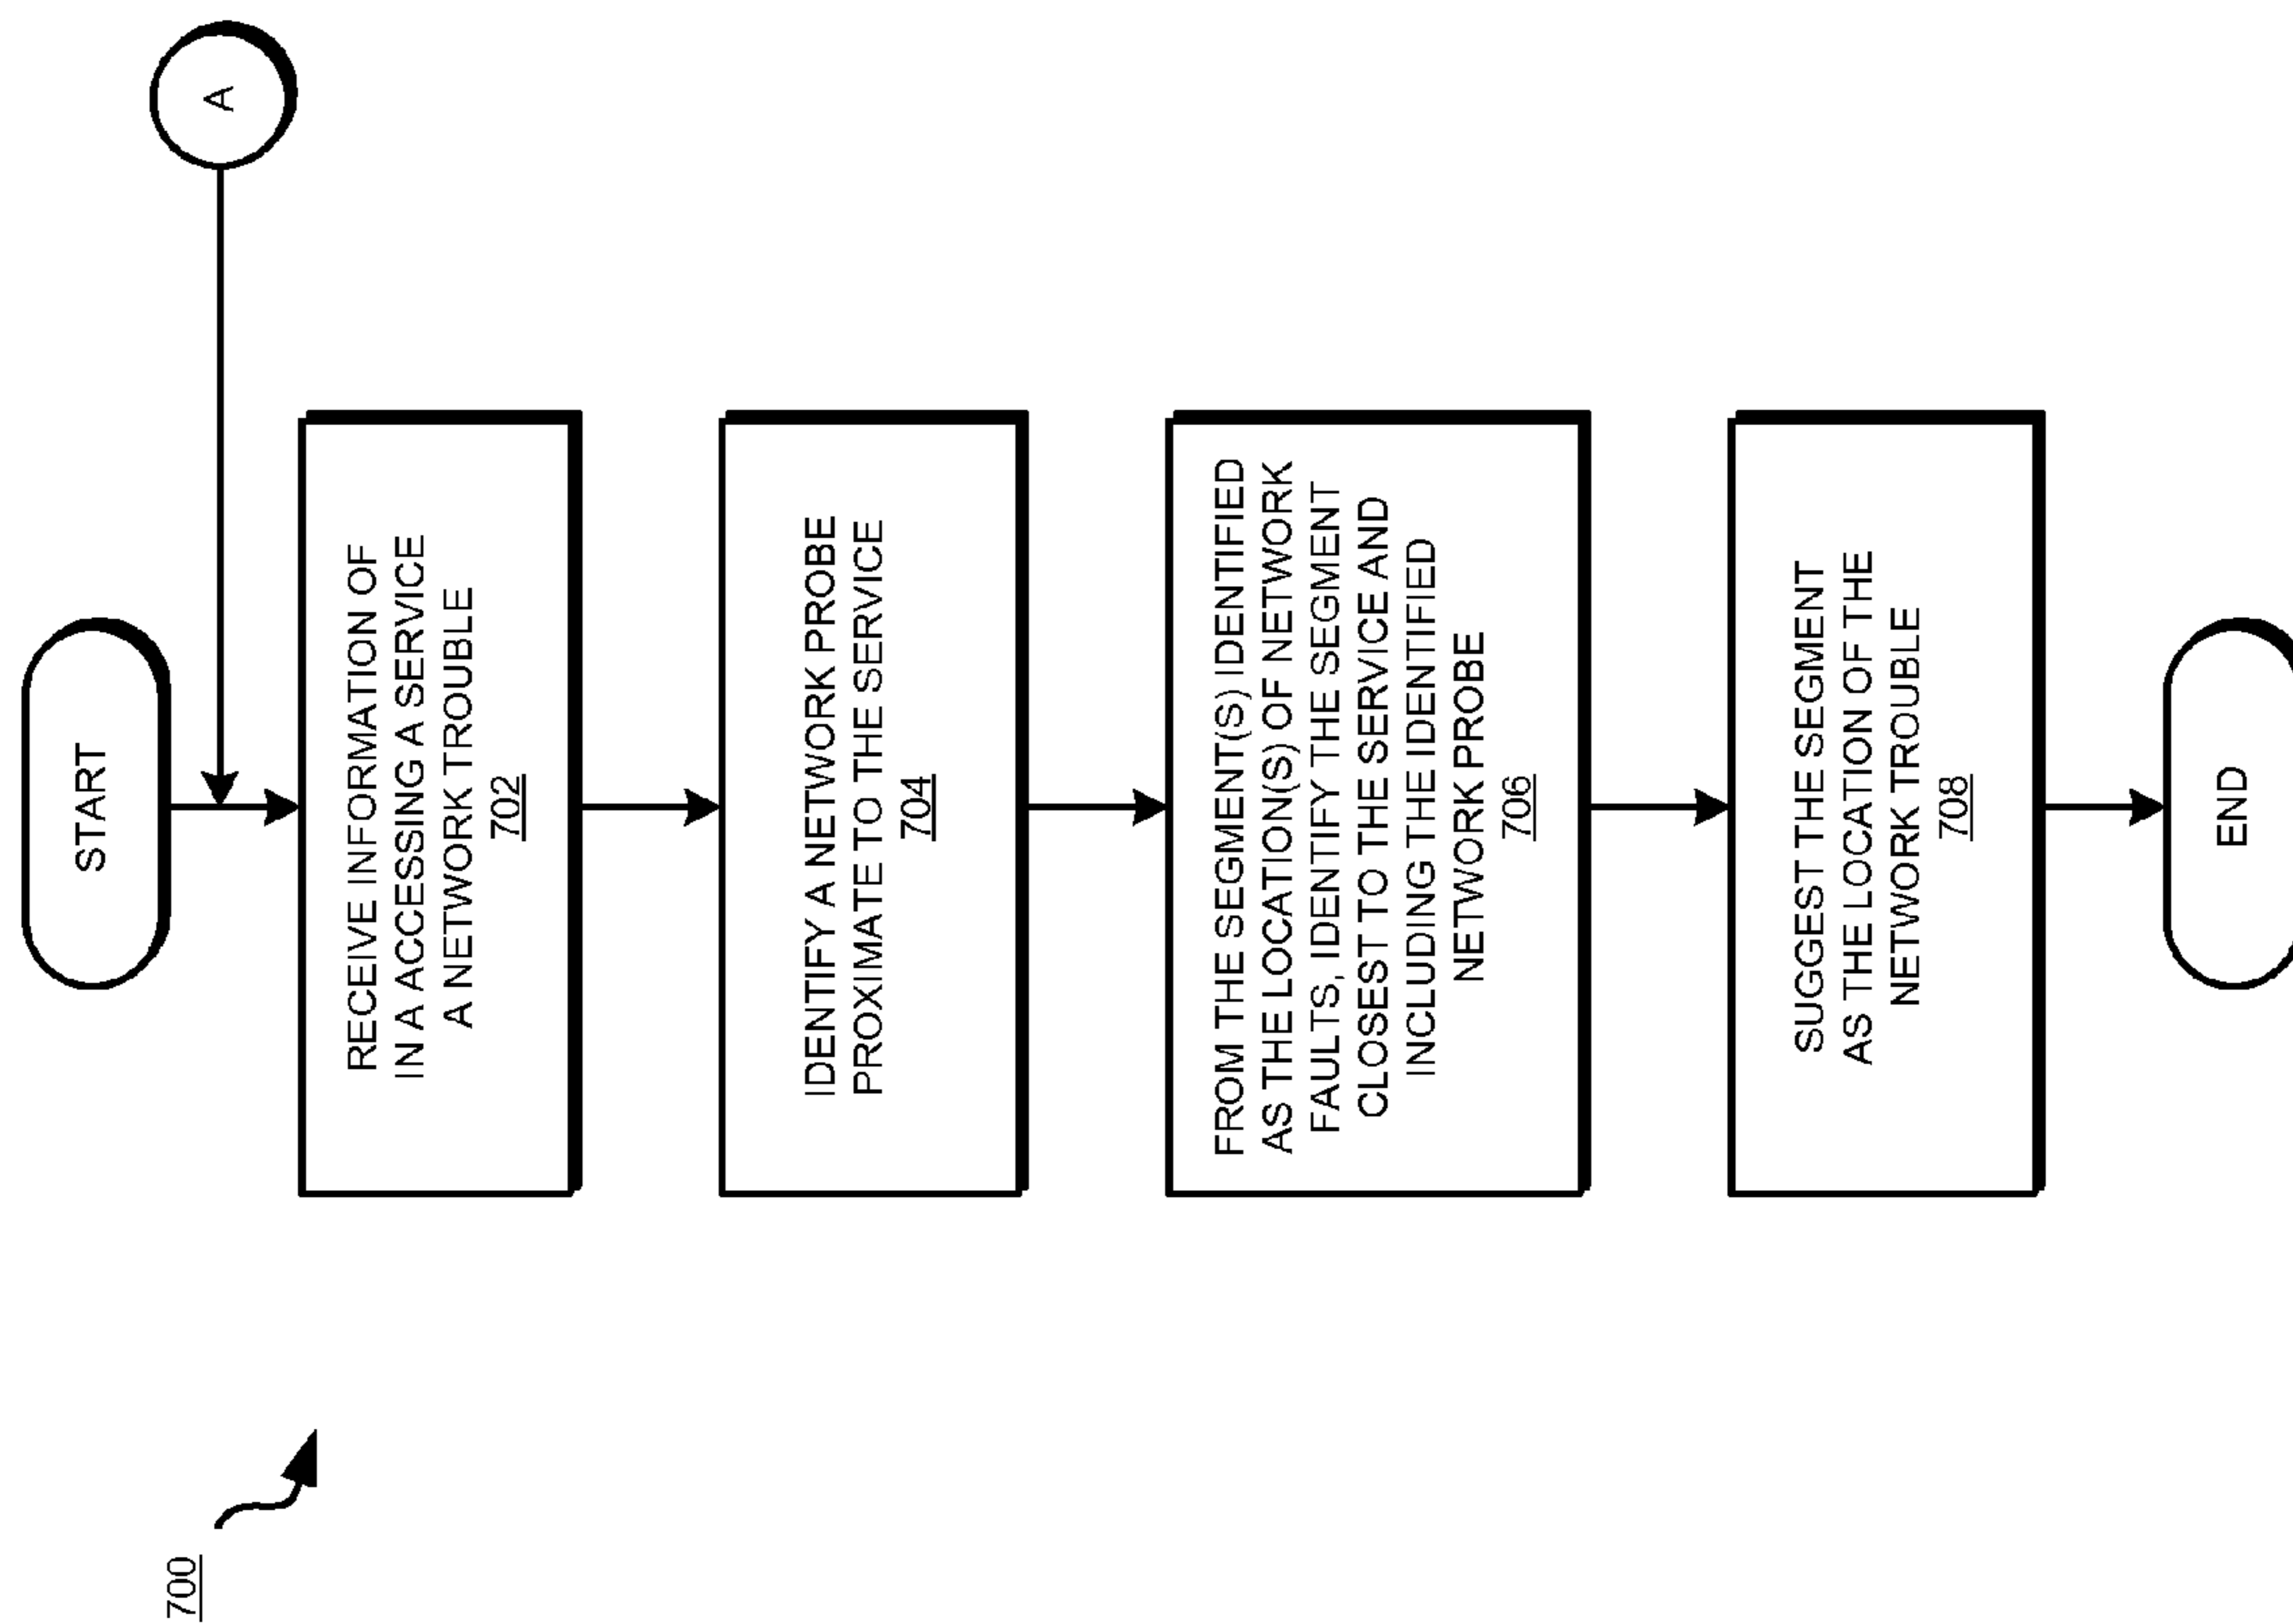 700
START
A
RECEIVE INFORMATION OF
IN A ACCESSING A SERVICE
A NETWORK TROUBLE
702
IDENTIFY A NETWORK PROBE
PROXIMATE TO THE SERVICE
704
FROM THE SEGMENT(S) IDENTIFIED
AS THE LOCATION(S) OF NETWORK
FAULTS, IDENTIFY THE SEGMENT
CLOSEST TO THE SERVICE AND
INCLUDING THE IDENTIFIED
NETWORK PROBE
706
SUGGEST THE SEGMENT
AS THE LOCATION OF THE
NETWORK TROUBLE
708
END